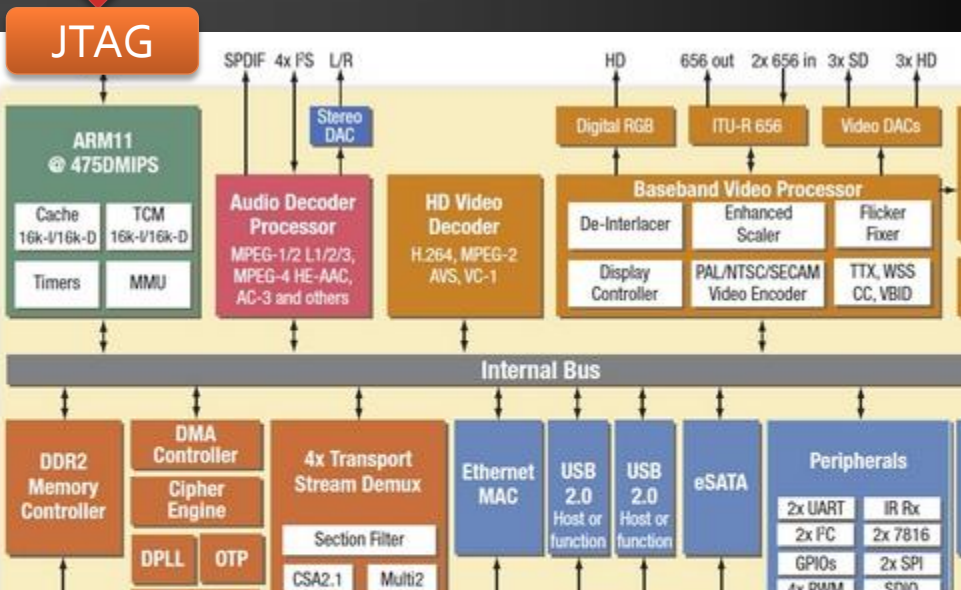 JTAG
SPDIF 4x I²S L/R
HD
656 out 2x 656 in 3x SD 3x HD
Stereo
DAC
Digital RGB
ITU-R 656
Video DACs
ARM11
@ 475DMIPS
Cache
16k-I/16k-D
TCM
16k-I/16k-D
Timers
MMU
Audio Decoder
Processor
MPEG-1/2 L1/2/3,
MPEG-4 HE-AAC,
AC-3 and others
HD Video
Decoder
H.264, MPEG-2
AVS, VC-1
Baseband Video Processor
De-Interlacer
Enhanced
Scaler
Flicker
Fixer
Display
Controller
PAL/NTSC/SECAM
Video Encoder
TTX, WSS
CC, VBID
Internal Bus
DDR2
Memory
Controller
DMA
Controller
Cipher
Engine
DPLL
OTP
4x Transport
Stream Demux
Section Filter
CSA2.1
Multi2
Ethernet
MAC
USB
2.0
Host or
function
USB
2.0
Host or
function
eSATA
Peripherals
2x UART
IR Rx
2x I²C
2x 7816
GPIOs
2x SPI
4x PWM
SDIO